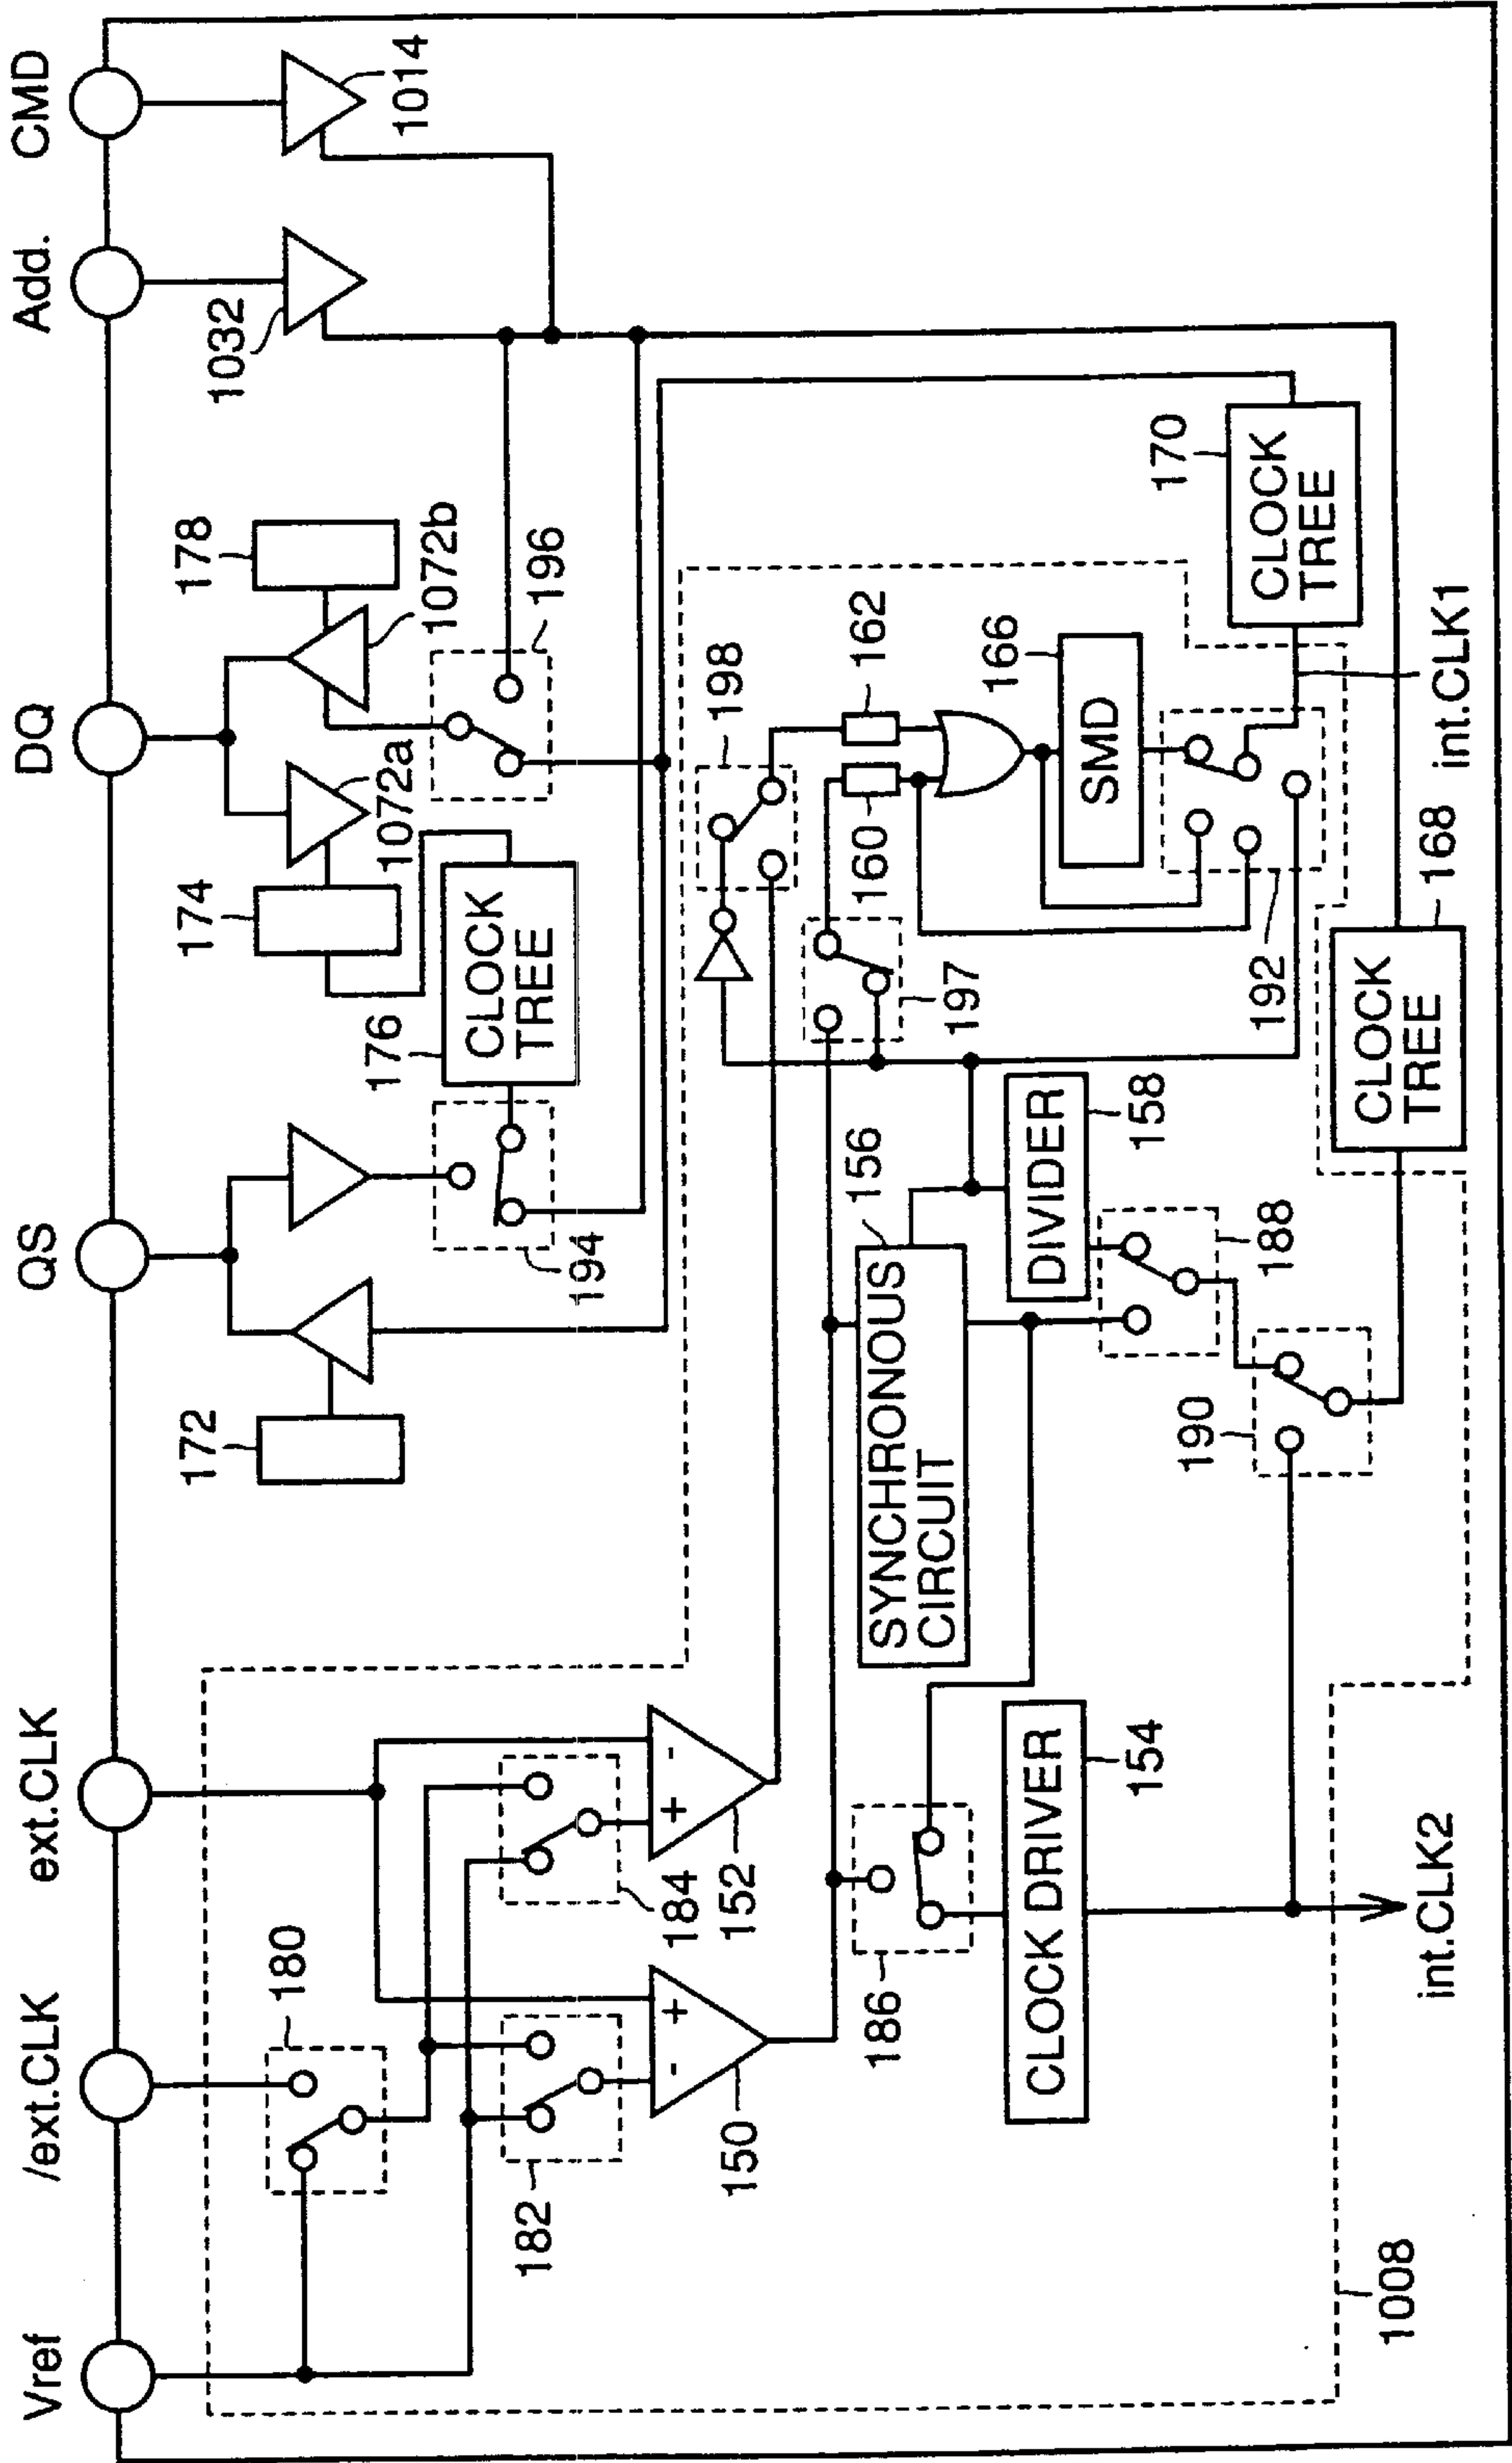 Vref
/ext.CLK
ext.CLK
QS
DQ
Add.
CMD
180
172
174
178
1032
1014
1072a
1072b
176
CLOCK
TREE
194
196
182
184
+
-
-
+
150
152
198
197
160
162
166
SMD
170
CLOCK
TREE
156
SYNCHRONOUS
CIRCUIT
DIVIDER
158
186
188
190
192
CLOCK DRIVER
154
CLOCK
TREE
168
int.CLK1
int.CLK2
1008